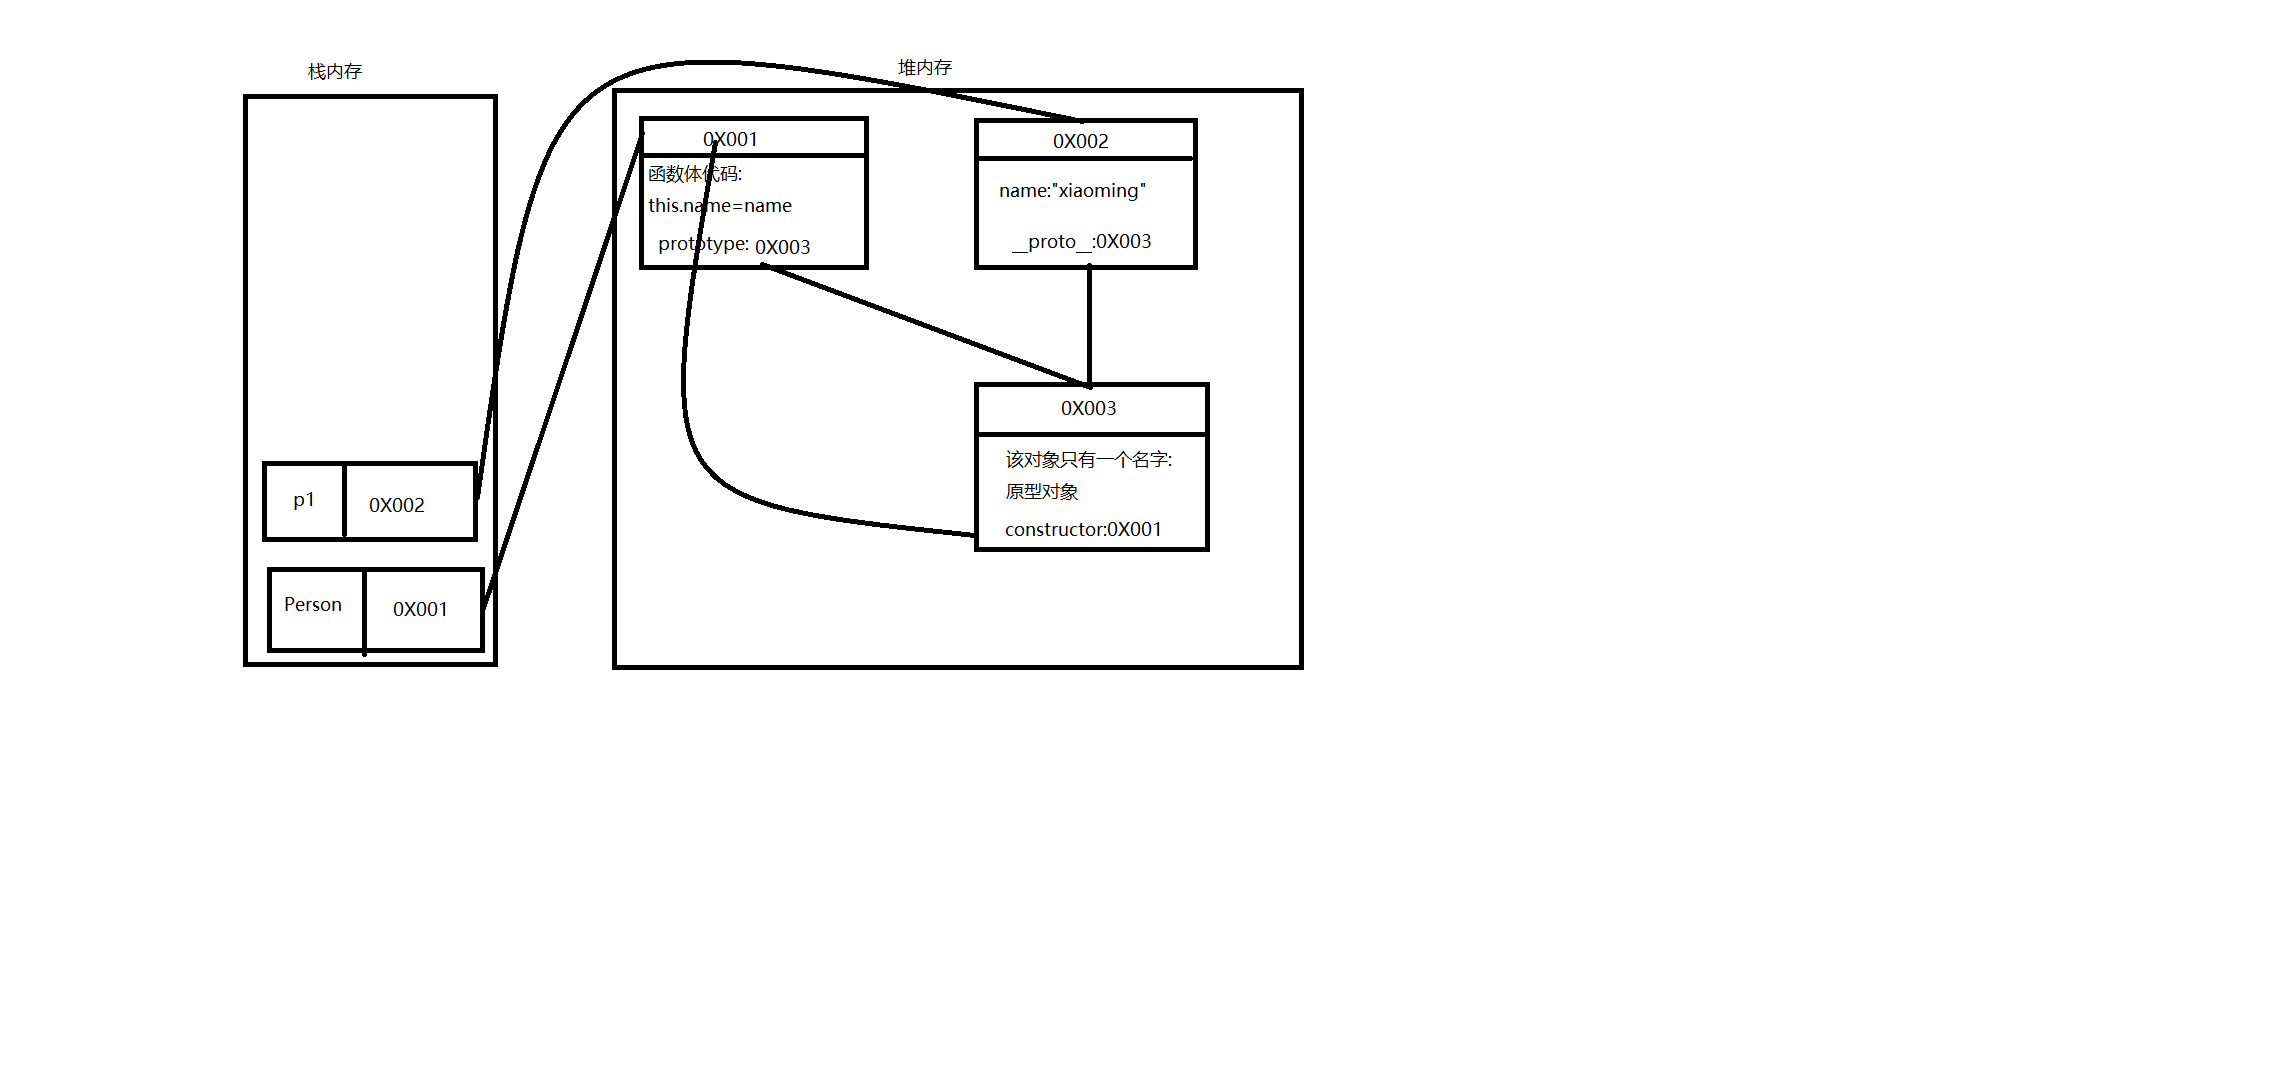 栈内存
堆内存
0X001
函数体代码:
this.name=name
prototype: 0X003
0X002
name:"xiaoming"
__proto__:0X003
0X003
该对象只有一个名字:
原型对象
constructor:0X001
p1
0X002
Person
0X001